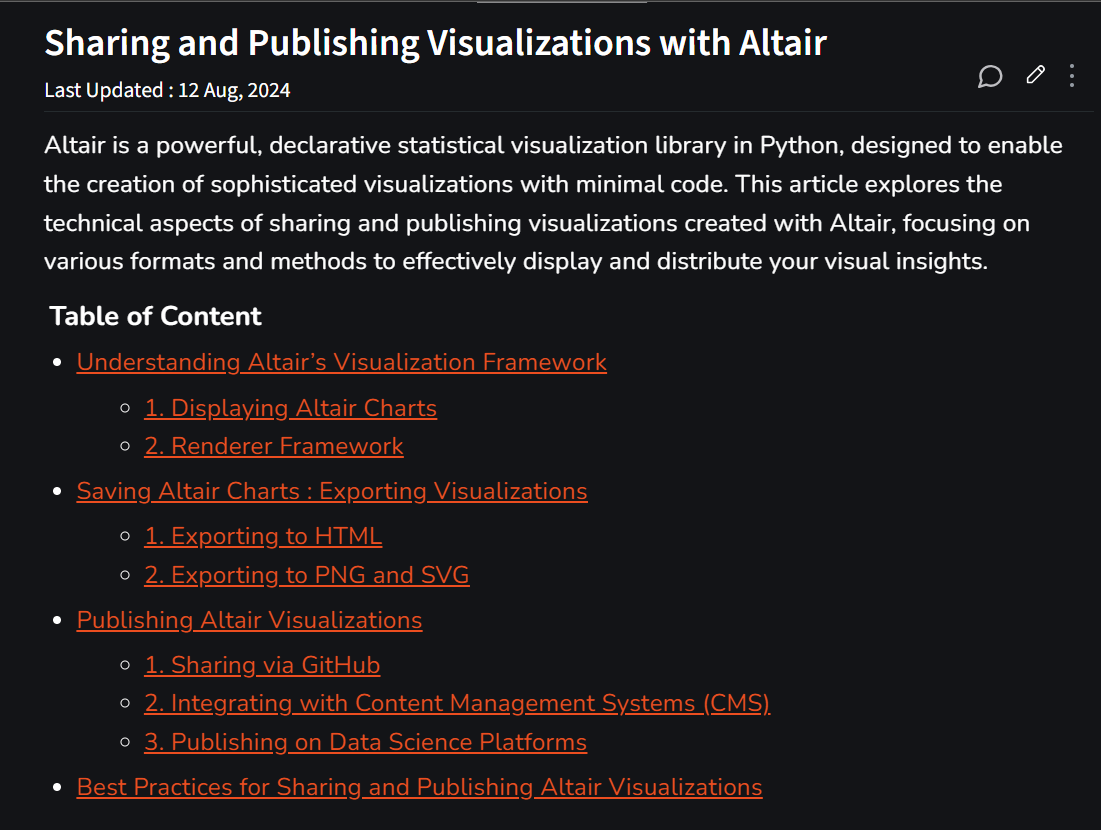 Sharing and Publishing Visualizations with Altair
Last Updated : 12 Aug, 2024
Altair is a powerful, declarative statistical visualization library in Python, designed to enable
the creation of sophisticated visualizations with minimal code. This article explores the
technical aspects of sharing and publishing visualizations created with Altair, focusing on
various formats and methods to effectively display and distribute your visual insights.
Table of Content
Understanding Altair’s Visualization Framework
1. Displaying Altair Charts
2. Renderer Framework
Saving Altair Charts : Exporting Visualizations
1. Exporting to HTML
2. Exporting to PNG and SVG
Publishing Altair Visualizations
1. Sharing via GitHub
2. Integrating with Content Management Systems (CMS)
3. Publishing on Data Science Platforms
Best Practices for Sharing and Publishing Altair Visualizations